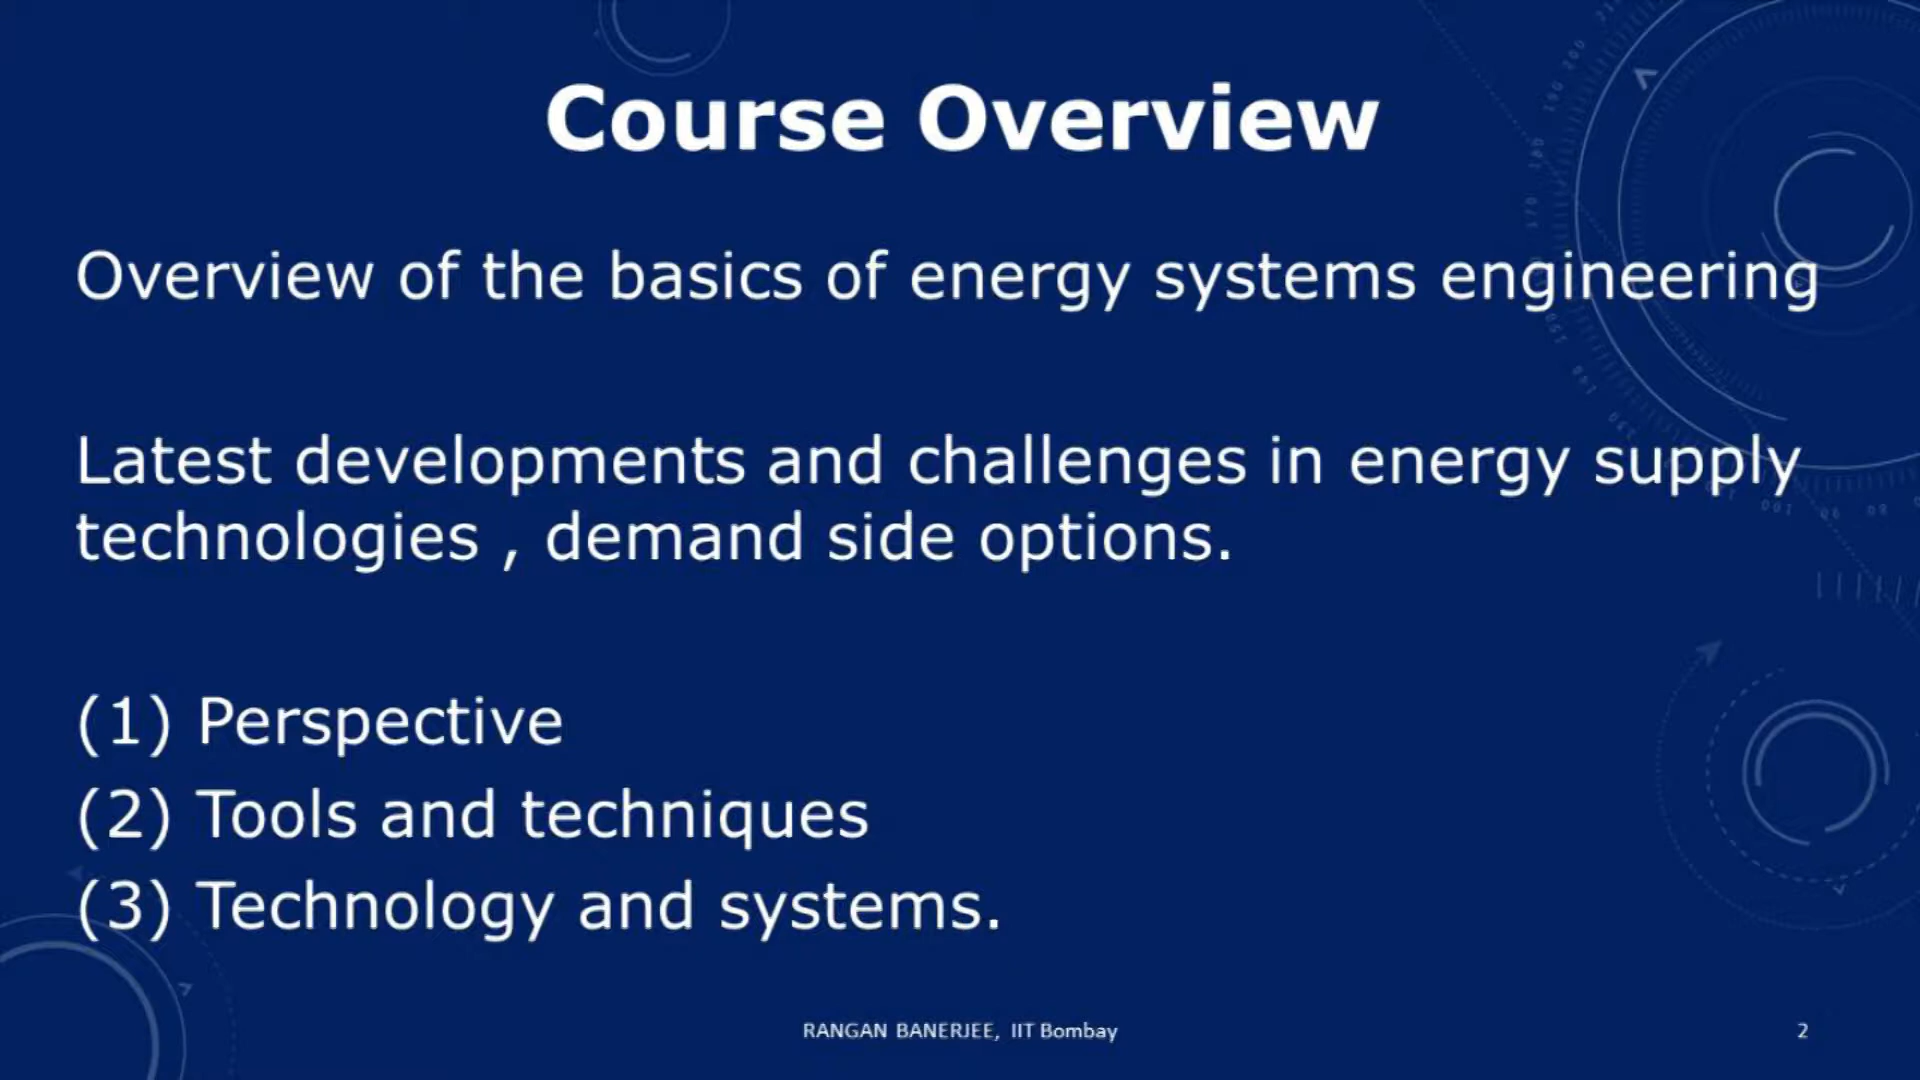 Course Overview
Overview of the basics of energy systems engineering
Latest developments and challenges in energy supply
technologies , demand side options.
(1) Perspective
(2) Tools and techniques
(3) Technology and systems.
RANGAN BANERJEE, IIT Bombay
2